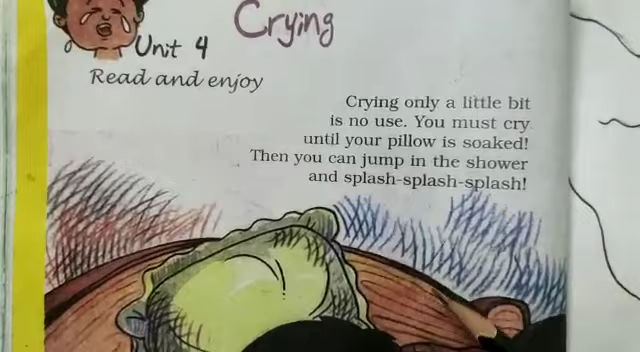 Crying
Unit 4
Read and enjoy
Crying only a little bit
is no use. You must cry
until your pillow is soaked!
Then you can jump in the shower
and splash-splash-splash!